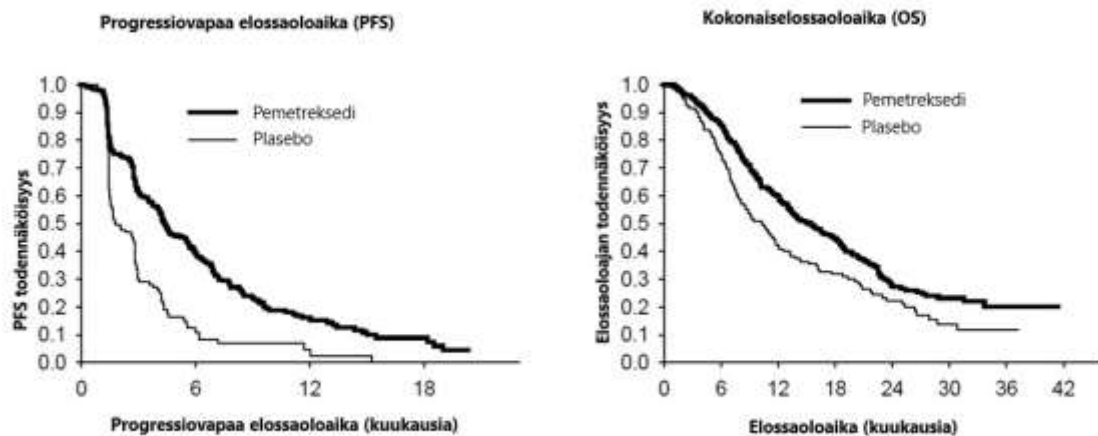 Progressiovapaa elossaoloaika (PFS)
PFS todennäköisyys
1.0
0.9
0.8
0.7
0.6
0.5
0.4
0.3
0.2
0.1
0.0
Pemetreksedi
Plasebo
0 6 12 18
Progressiovapaa elossaoloaika (kuukausia)
Kokonaiselossaoloaika (OS)
Elossaoloajan todennäköisyys
1.0
0.9
0.8
0.7
0.6
0.5
0.4
0.3
0.2
0.1
0.0
Pemetreksedi
Plasebo
0 6 12 18 24 30 36 42
Elossaoloaika (kuukausia)